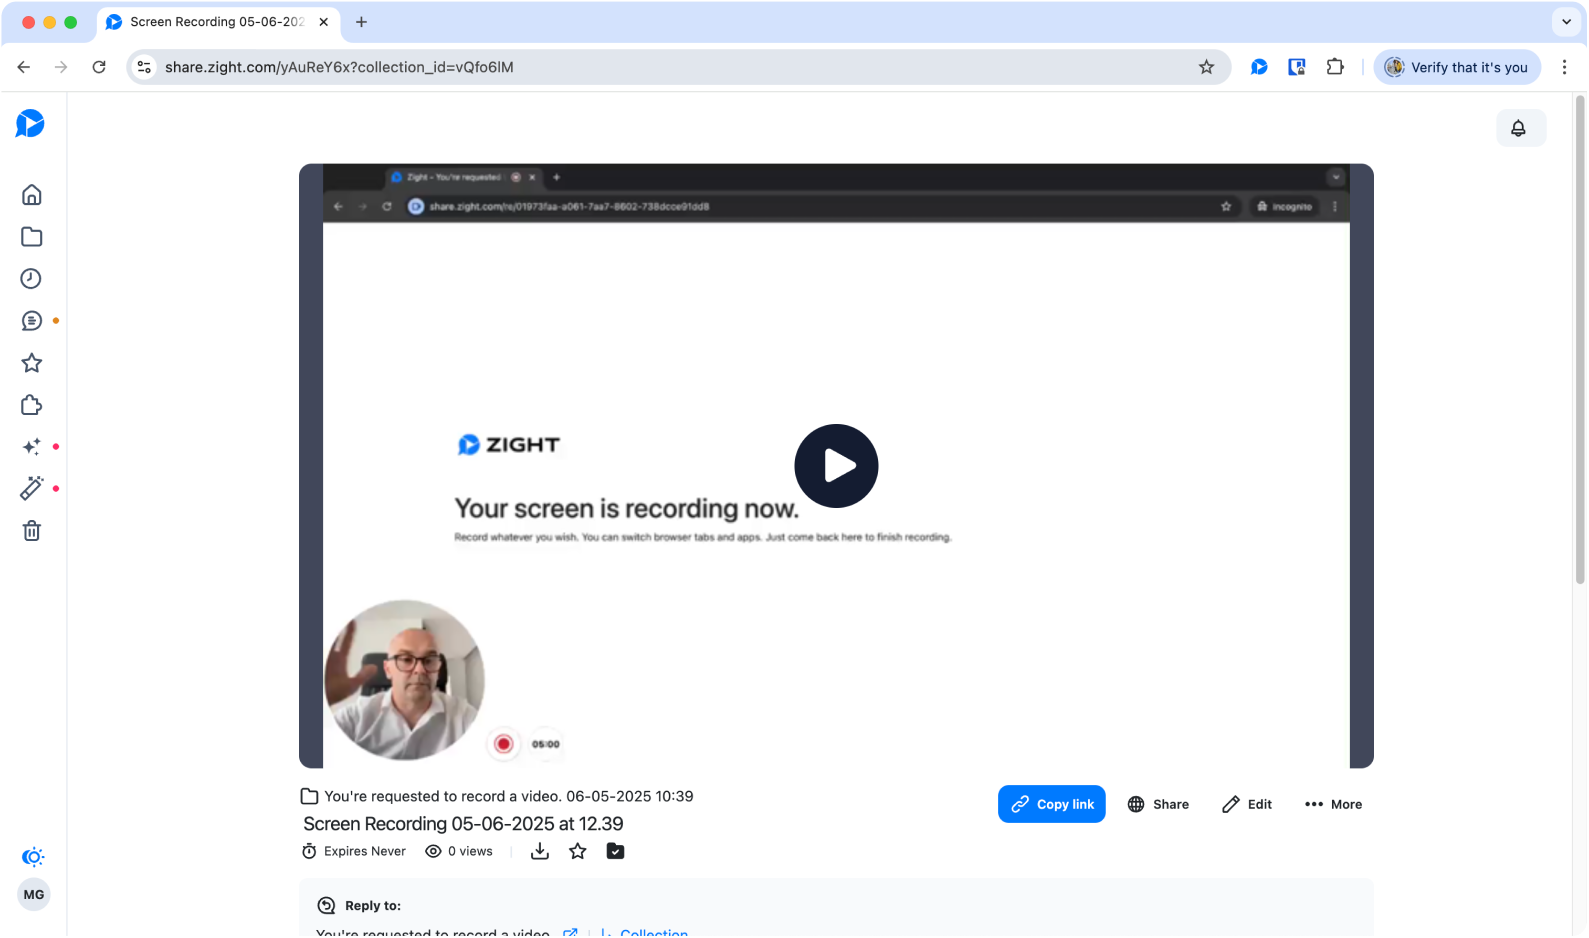 Screen Recording 05-06-202
share.zight.com/yAuReY6x?collection_id=vQfo6lM
Verify that it's you
Zight - You're requested
share.zight.com/re/01973faa-a061-7aa7-8602-738dcce91dd8
Incognito
ZIGHT
Your screen is recording now.
Record whatever you wish. You can switch browser tabs and apps. Just come back here to finish recording.
05:00
You're requested to record a video. 06-05-2025 10:39
Screen Recording 05-06-2025 at 12.39
Expires Never
0 views
Copy link
Share
Edit
More
MG
Reply to:
You're requested to record a video.
Collection